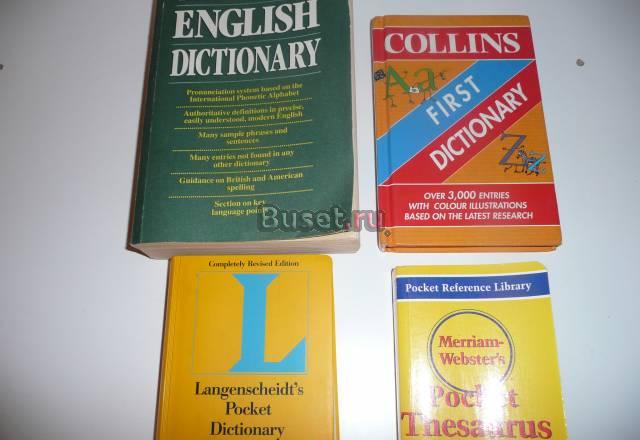 ENGLISH
DICTIONARY
Pronunciation system based on the
International Phonetic Alphabet
Authoritative definitions in precise,
easily understood, modern English
Many sample phrases and
sentences
Many entries not found in any
other dictionary
Guidance on British and American
spelling
Section on key
language points
COLLINS
Aa
FIRST
DICTIONARY
Z
OVER 3,000 ENTRIES
WITH COLOUR ILLUSTRATIONS
BASED ON THE LATEST RESEARCH
Buset.ru
Completely Revised Edition
L
Langenscheidt's
Pocket
Dictionary
Pocket Reference Library
Merriam-
Webster's
Pocket
Thesaurus